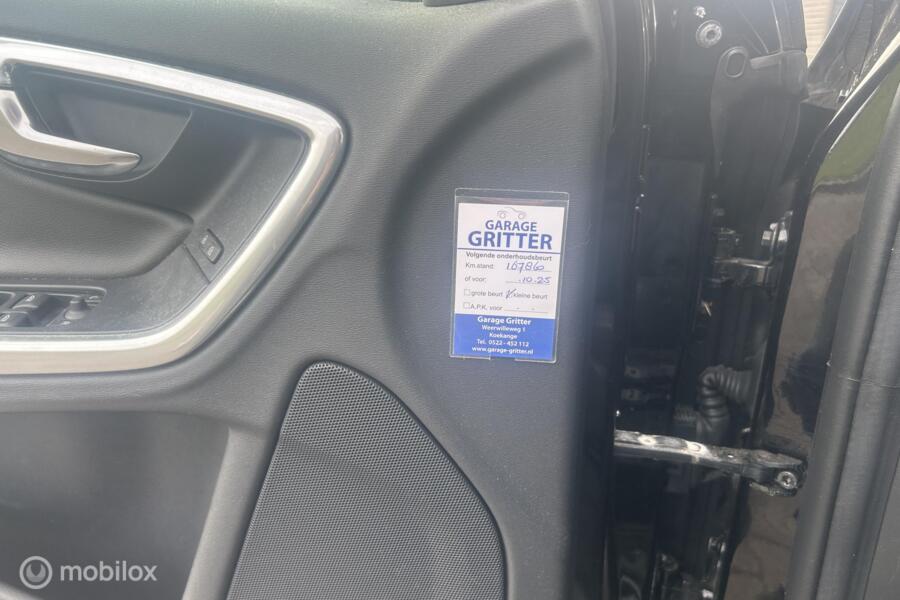 GARAGE
GRITTER
Volgende onderhoudsbeurt
Km.stand: 167860
of voor: -10-25
grote beurt kleine beurt
A.P.K. voor - -
Garage Gritter
Weerwilleweg 1
Koekange
Tel. 0522 - 452 112
www.garage-gritter.nl
mobilox